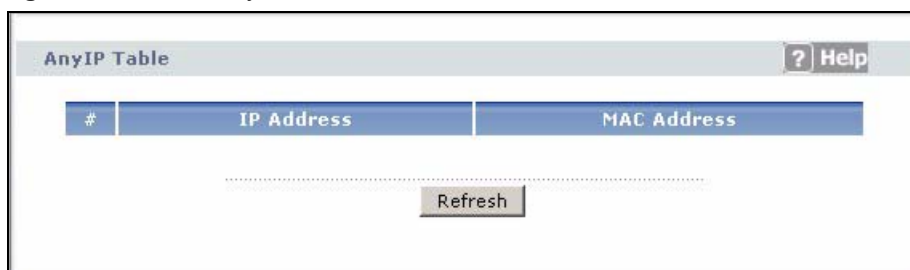 AnyIP Table
? Help
# IP Address MAC Address
Refresh